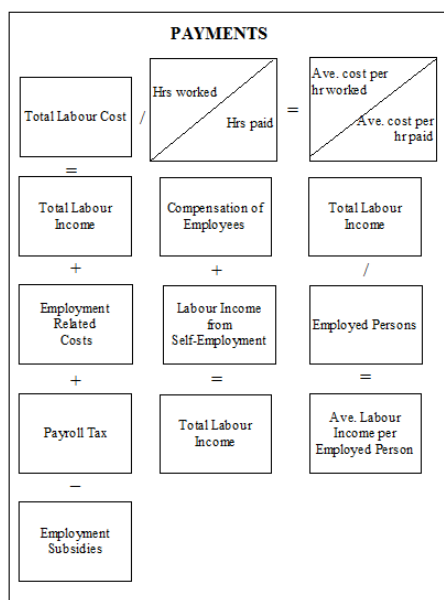 PAYMENTS
Total Labour Cost
/
Hrs worked
Hrs paid
=
Ave. cost per
hr worked
Ave. cost per
hr paid
=
Total Labour
Income
Compensation of
Employees
Total Labour
Income
+
+
/
Employment
Related
Costs
Labour Income
from
Self-Employment
Employed Persons
+
=
=
Payroll Tax
Total Labour
Income
Ave. Labour
Income per
Employed Person
−
Employment
Subsidies